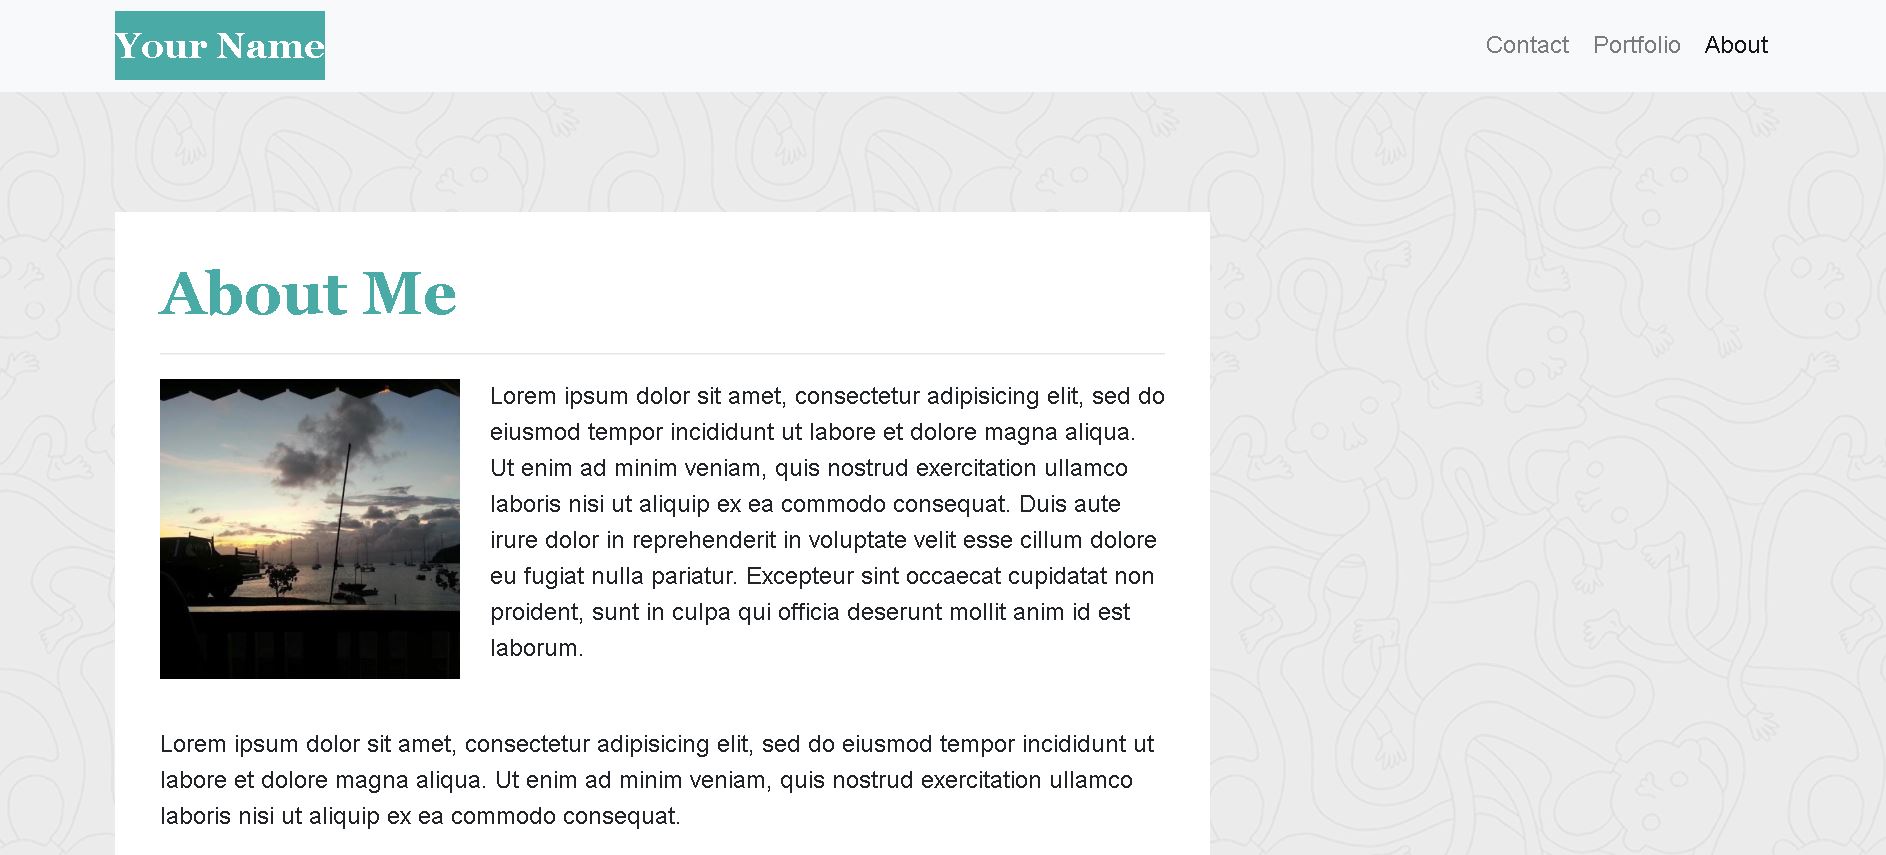 Your Name
Contact Portfolio About
About Me
Lorem ipsum dolor sit amet, consectetur adipisicing elit, sed do
eiusmod tempor incididunt ut labore et dolore magna aliqua.
Ut enim ad minim veniam, quis nostrud exercitation ullamco
laboris nisi ut aliquip ex ea commodo consequat. Duis aute
irure dolor in reprehenderit in voluptate velit esse cillum dolore
eu fugiat nulla pariatur. Excepteur sint occaecat cupidatat non
proident, sunt in culpa qui officia deserunt mollit anim id est
laborum.
Lorem ipsum dolor sit amet, consectetur adipisicing elit, sed do eiusmod tempor incididunt ut
labore et dolore magna aliqua. Ut enim ad minim veniam, quis nostrud exercitation ullamco
laboris nisi ut aliquip ex ea commodo consequat.